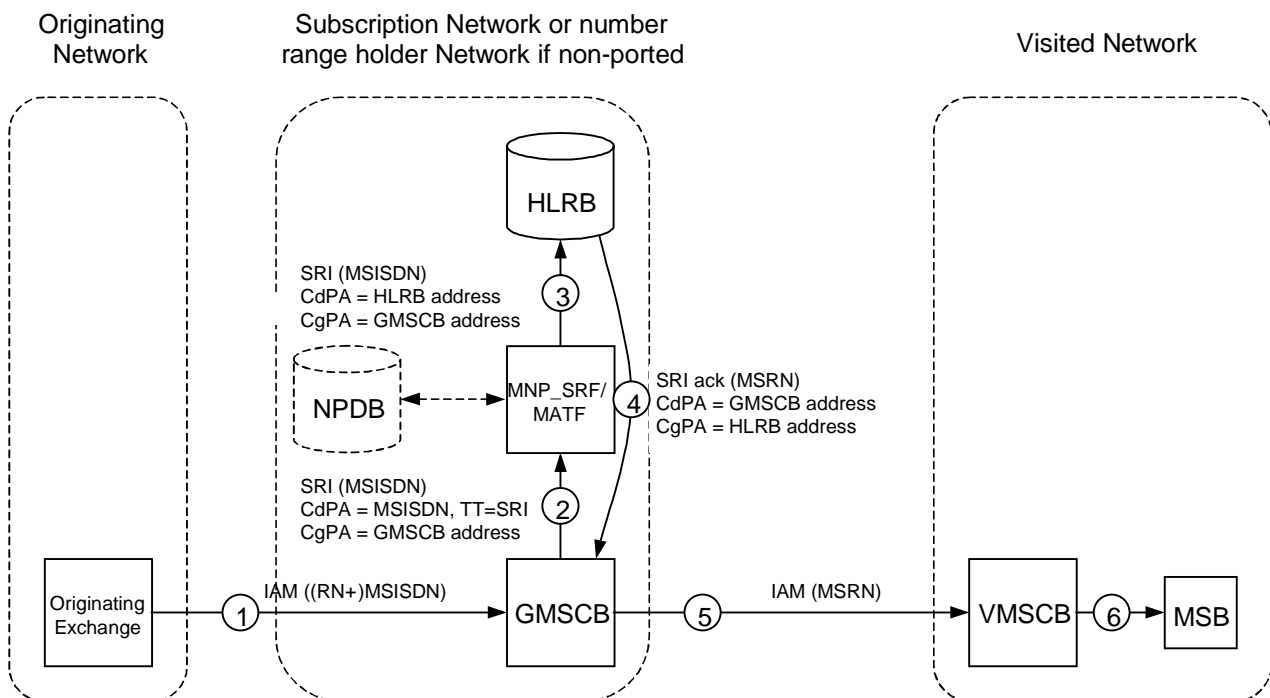 Originating
Network
Subscription Network or number
range holder Network if non-ported
Visited Network
HLRB
SRI (MSISDN)
CdPA = HLRB address
CgPA = GMSCB address
3
NPDB
MNP_SRF/
MATF
4
SRI ack (MSRN)
CdPA = GMSCB address
CgPA = HLRB address
SRI (MSISDN)
CdPA = MSISDN, TT=SRI
CgPA = GMSCB address
2
Originating
Exchange
1
IAM ((RN+)MSISDN)
GMSCB
5
IAM (MSRN)
VMSCB
6
MSB